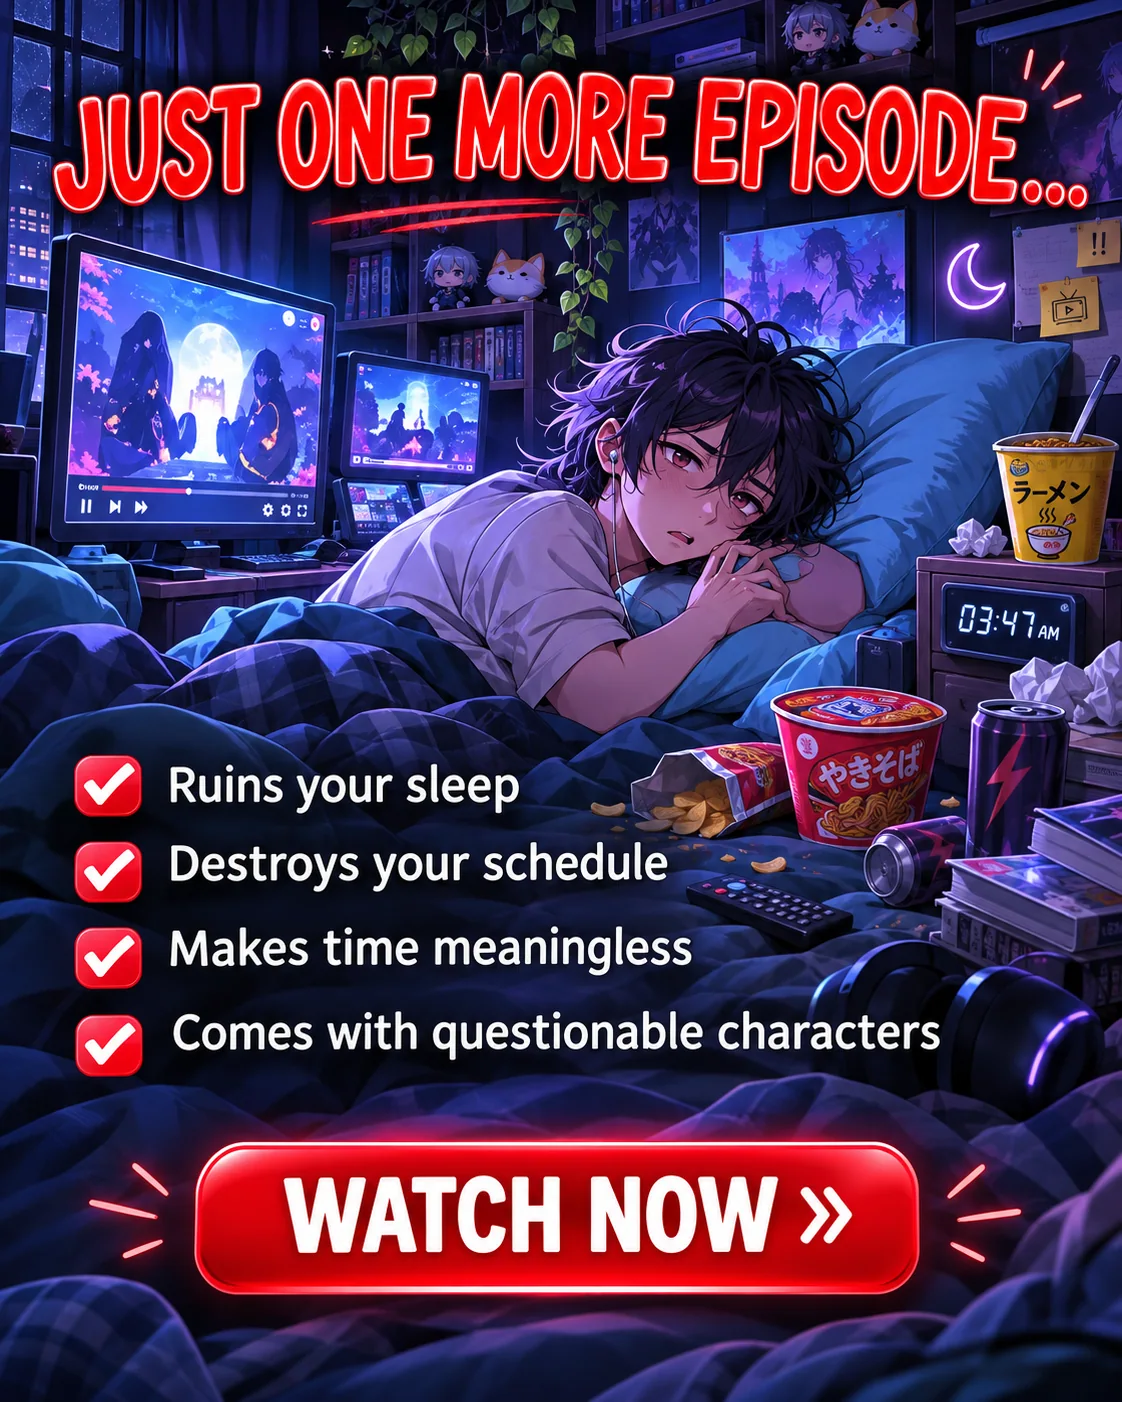 JUST ONE MORE EPISODE...
!!
ラーメン
03:47 AM
やきそば
Ruins your sleep
Destroys your schedule
Makes time meaningless
Comes with questionable characters
WATCH NOW »